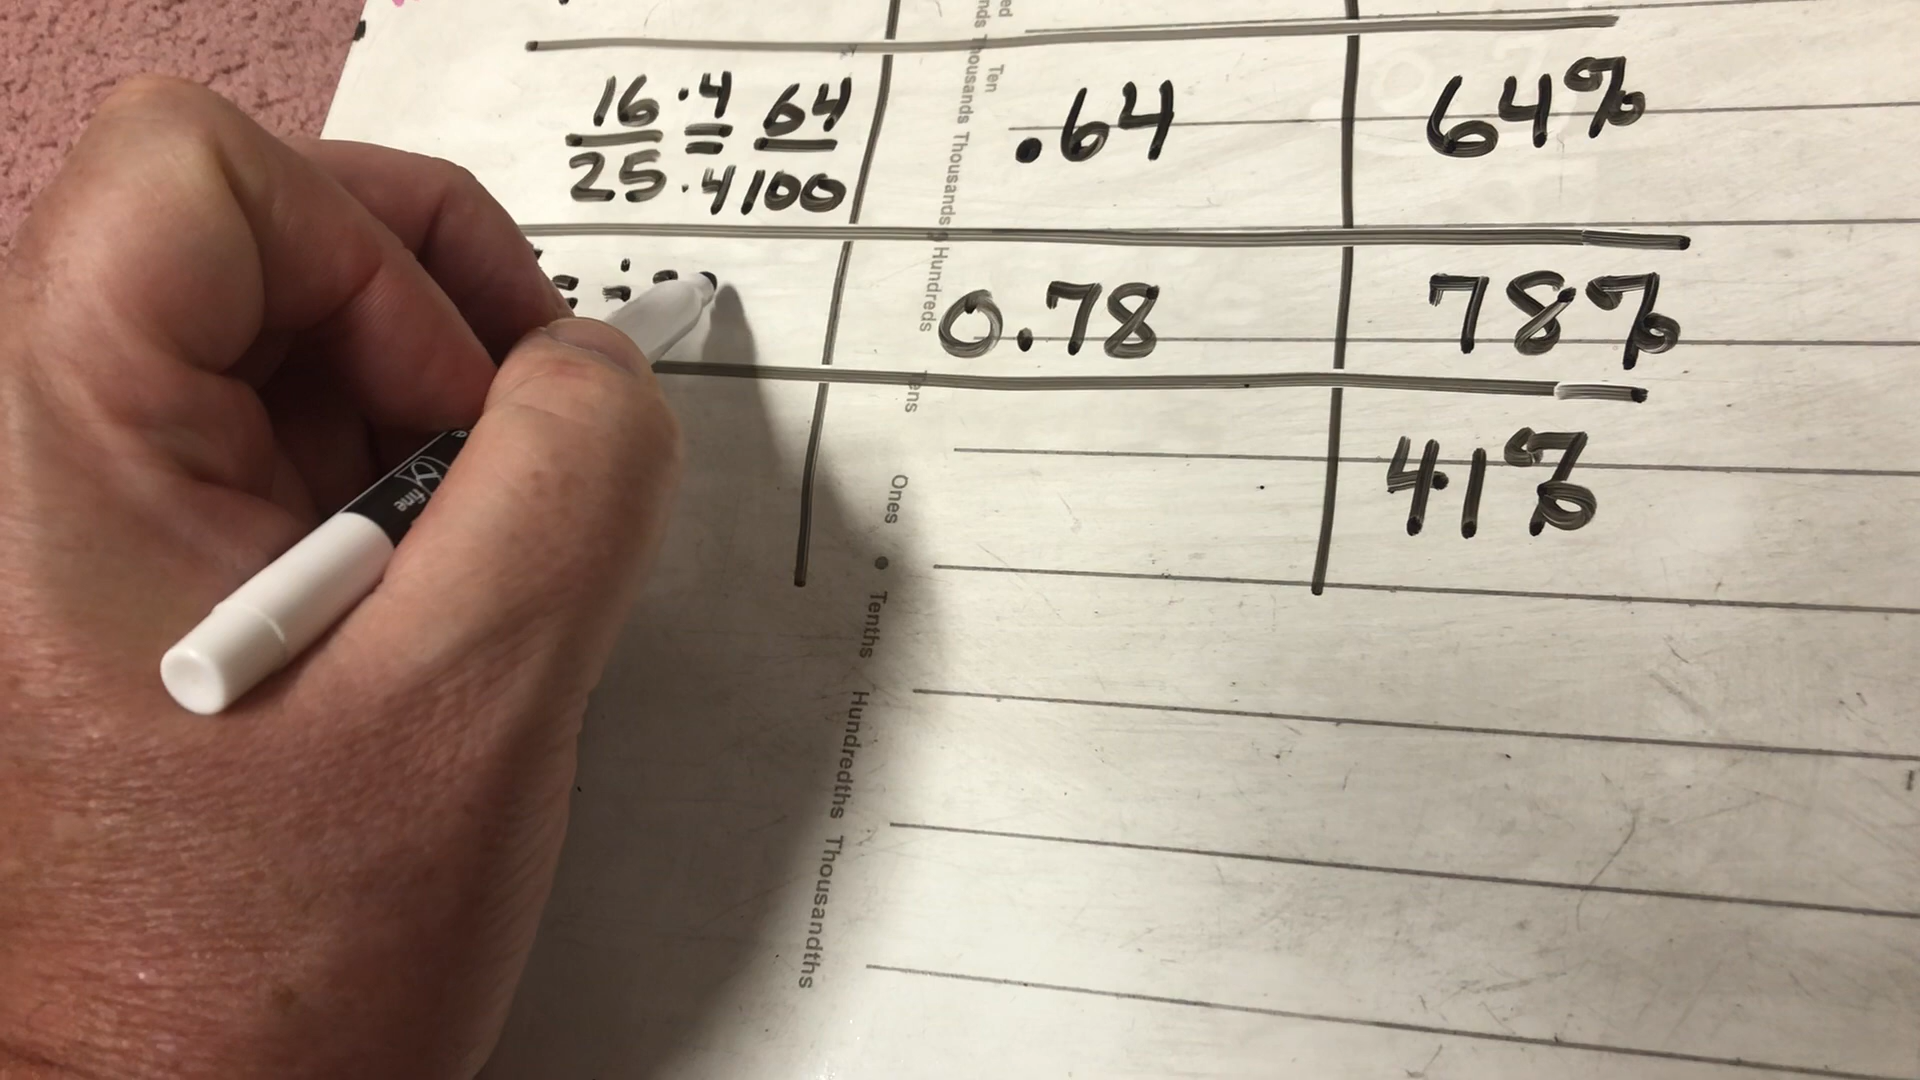 16 · 4 = 64 .64 64%
25 · 4 100
0.78 78%
41%
Ten
Thousands Thousands, Hundreds
Ones • Tenths Hundredths Thousandths
fine